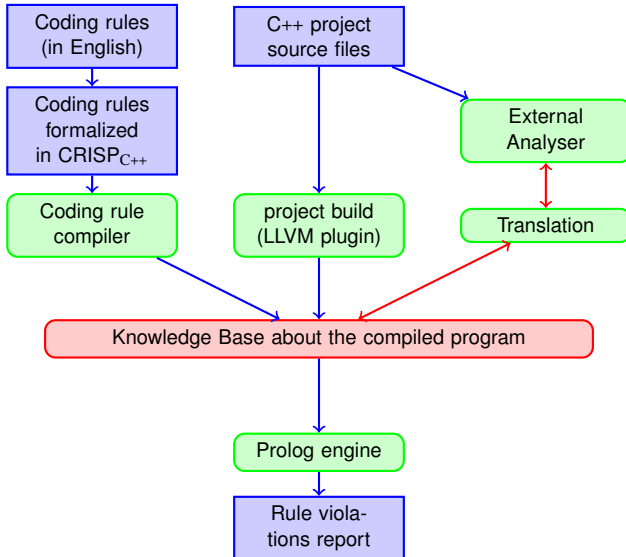 Coding rules
(in English)
C++ project
source files
Coding rules
formalized
in CRISPC++
External
Analyser
Coding rule
compiler
project build
(LLVM plugin)
Translation
Knowledge Base about the compiled program
Prolog engine
Rule viola-
tions report